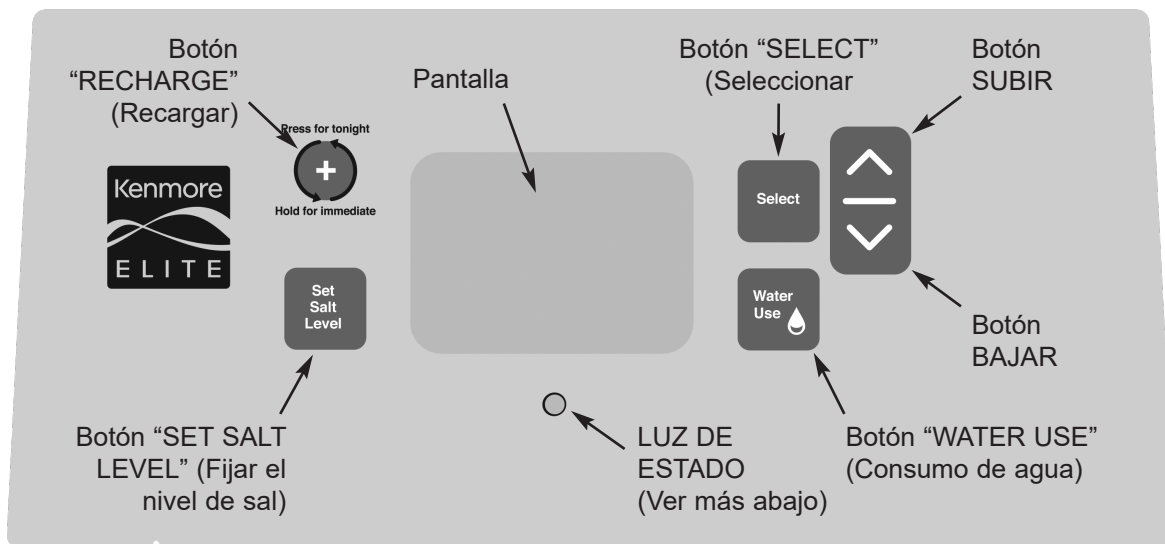 Botón
“RECHARGE”
(Recargar)
Pantalla
Botón “SELECT”
(Seleccionar
Botón
SUBIR
Press for tonight
Hold for immediate
Kenmore
ELITE
Select
Set
Salt
Level
Water
Use
Botón
BAJAR
Botón “SET SALT
LEVEL” (Fijar el
nivel de sal)
LUZ DE
ESTADO
(Ver más abajo)
Botón “WATER USE”
(Consumo de agua)